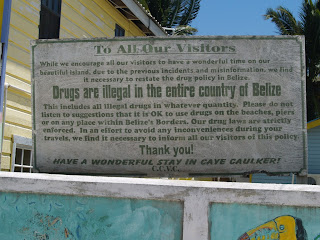 To All Our Visitors
While we encourage all our visitors to have a wonderful time on our
beautiful island, due to the previous incidents and misinformation, we find
it necessary to restate the drug policy in Belize.
Drugs are illegal in the entire country of Belize
This includes all illegal drugs in whatever quantity. Please do not
listen to suggestions that it is OK to use drugs on the beaches, piers
or on any place within Belize's Borders. Our drug laws are strictly
enforced. In an effort to avoid any inconveniences during your
travels, we find it necessary to inform all our visitors of this policy.
Thank you!
HAVE A WONDERFUL STAY IN CAYE CAULKER!
C.C.V.C.